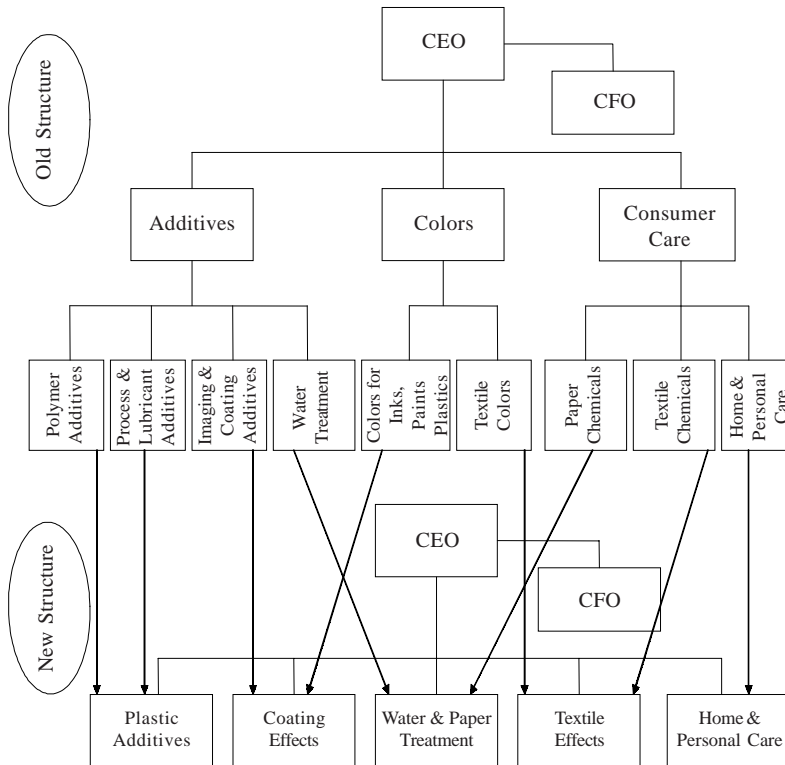 CEO
CFO
Old Structure
Additives
Colors
Consumer
Care
Polymer
Additives
Process &
Lubricant Additives
Imaging &
Coating
Additives
Water
Treatment
Colors for
Inks,
Paints
Plastics
Textile
Colors
Paper
Chemicals
Textile
Chemicals
Home &
Personal
Care
New Structure
CEO
CFO
Plastic
Additives
Coating
Effects
Water & Paper
Treatment
Textile
Effects
Home &
Personal Care